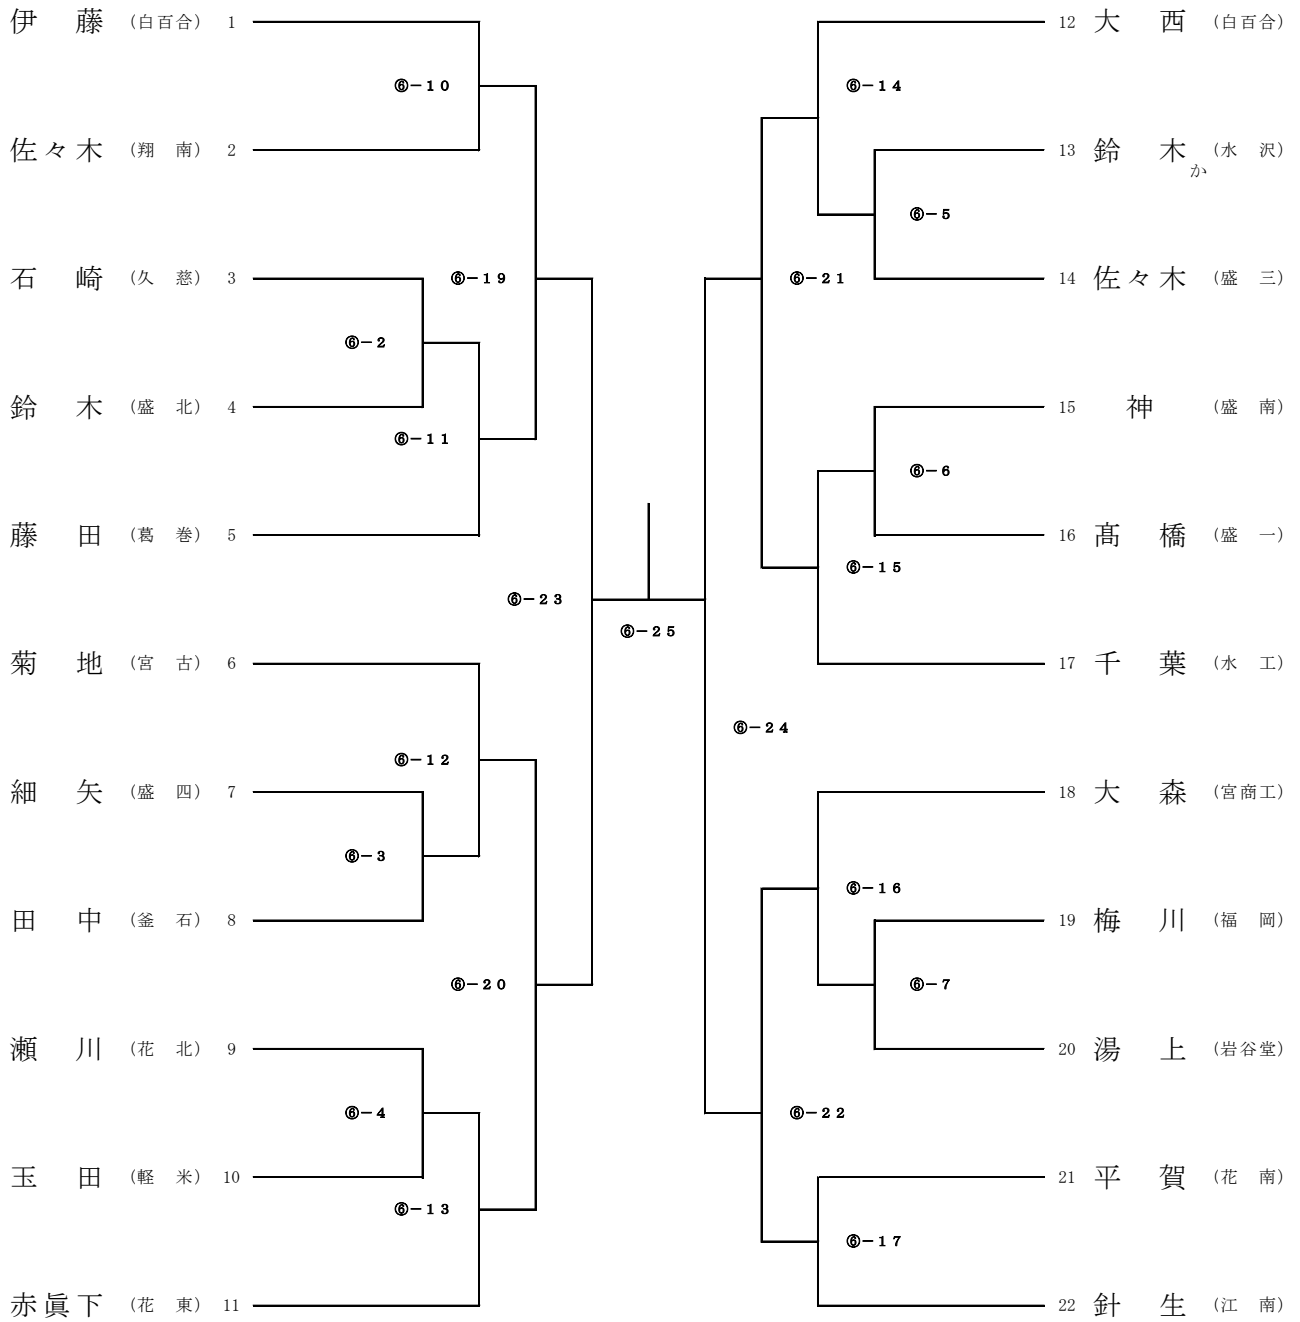 伊 藤 （白百合） 1
⑥－１０
佐々木 （翔 南） 2
⑥－１９
石 崎 （久 慈） 3
⑥－２
鈴 木 （盛 北） 4
⑥－１１
藤 田 （葛 巻） 5
⑥－２３
菊 地 （宮 古） 6
⑥－１２
細 矢 （盛 四） 7
⑥－３
田 中 （釜 石） 8
⑥－２０
瀬 川 （花 北） 9
⑥－４
玉 田 （軽 米） 10
⑥－１３
赤眞下 （花 東） 11
⑥－２５
12 大 西 （白百合）
⑥－１４
13 鈴 木か （水 沢）
⑥－５
14 佐々木 （盛 三）
⑥－２１
15 神 （盛 南）
⑥－６
16 髙 橋 （盛 一）
⑥－１５
17 千 葉 （水 工）
⑥－２４
18 大 森 （宮商工）
⑥－１６
19 梅 川 （福 岡）
⑥－７
20 湯 上 （岩谷堂）
⑥－２２
21 平 賀 （花 南）
⑥－１７
22 針 生 （江 南）